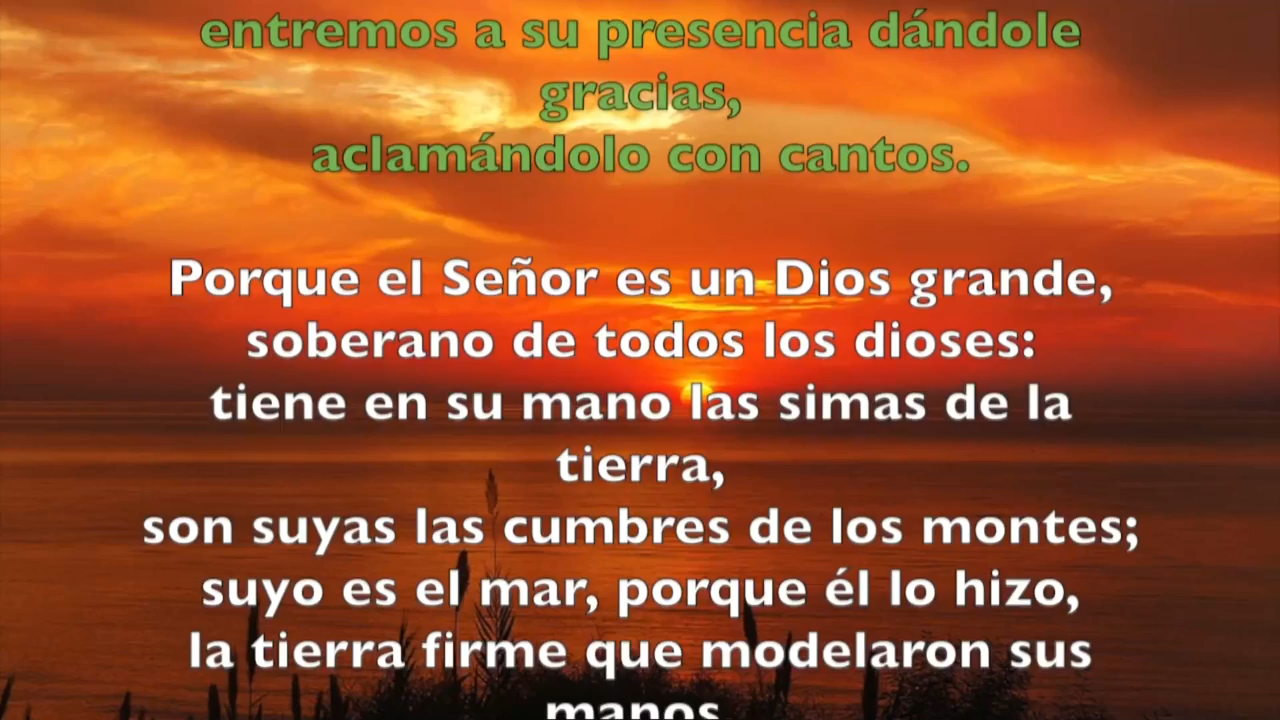 entremos a su presencia dándole
gracias,
aclamándolo con cantos.
Porque el Señor es un Dios grande,
soberano de todos los dioses:
tiene en su mano las simas de la
tierra,
son suyas las cumbres de los montes;
suyo es el mar, porque él lo hizo,
la tierra firme que modelaron sus
manos